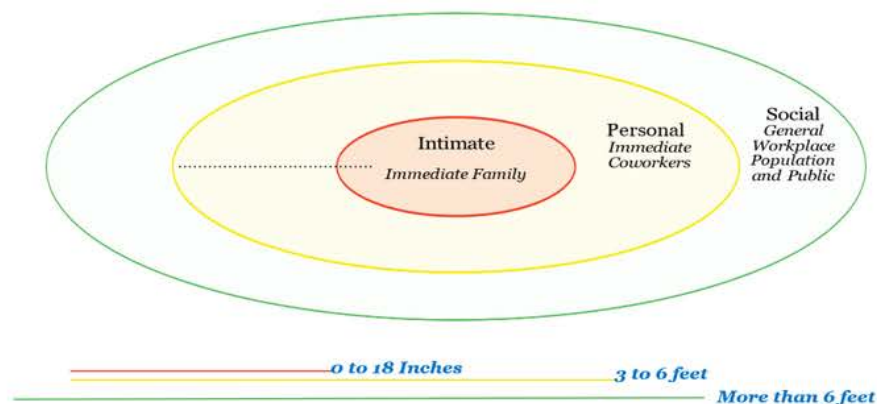 Intimate
Immediate Family
Personal
Immediate
Coworkers
Social
General
Workplace
Population
and Public
0 to 18 Inches
3 to 6 feet
More than 6 feet